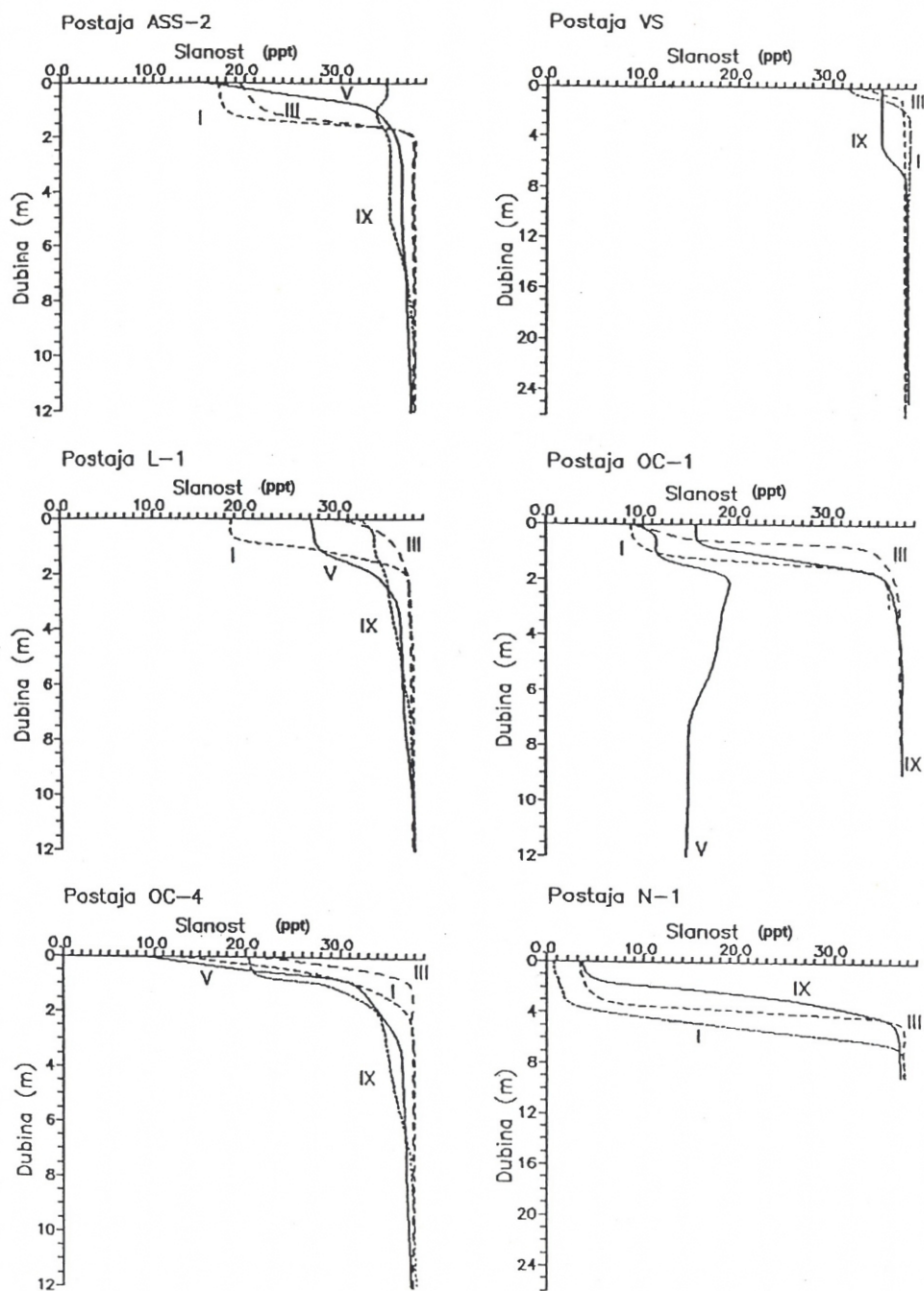 Postaja ASS-2
Slanost (ppt)
0.0 10.0 20.0 30.0
0
2
4
6
8
10
12
Dubina (m)
V
III
I
IX
Postaja VS
Slanost (ppt)
0.0 10.0 20.0 30.0
0
4
8
12
16
20
24
Dubina (m)
III
IX
I
Postaja L-1
Slanost (ppt)
0.0 10.0 20.0 30.0
0
2
4
6
8
10
12
Dubina (m)
III
I
V
IX
Postaja OC-1
Slanost (ppt)
0.0 10.0 20.0 30.0
0
2
4
6
8
10
12
Dubina (m)
I
III
IX
V
Postaja OC-4
Slanost (ppt)
0.0 10.0 20.0 30.0
0
2
4
6
8
10
12
Dubina (m)
V
III
I
IX
Postaja N-1
Slanost (ppt)
0.0 10.0 20.0 30.0
0
4
8
12
16
20
24
Dubina (m)
IX
III
I